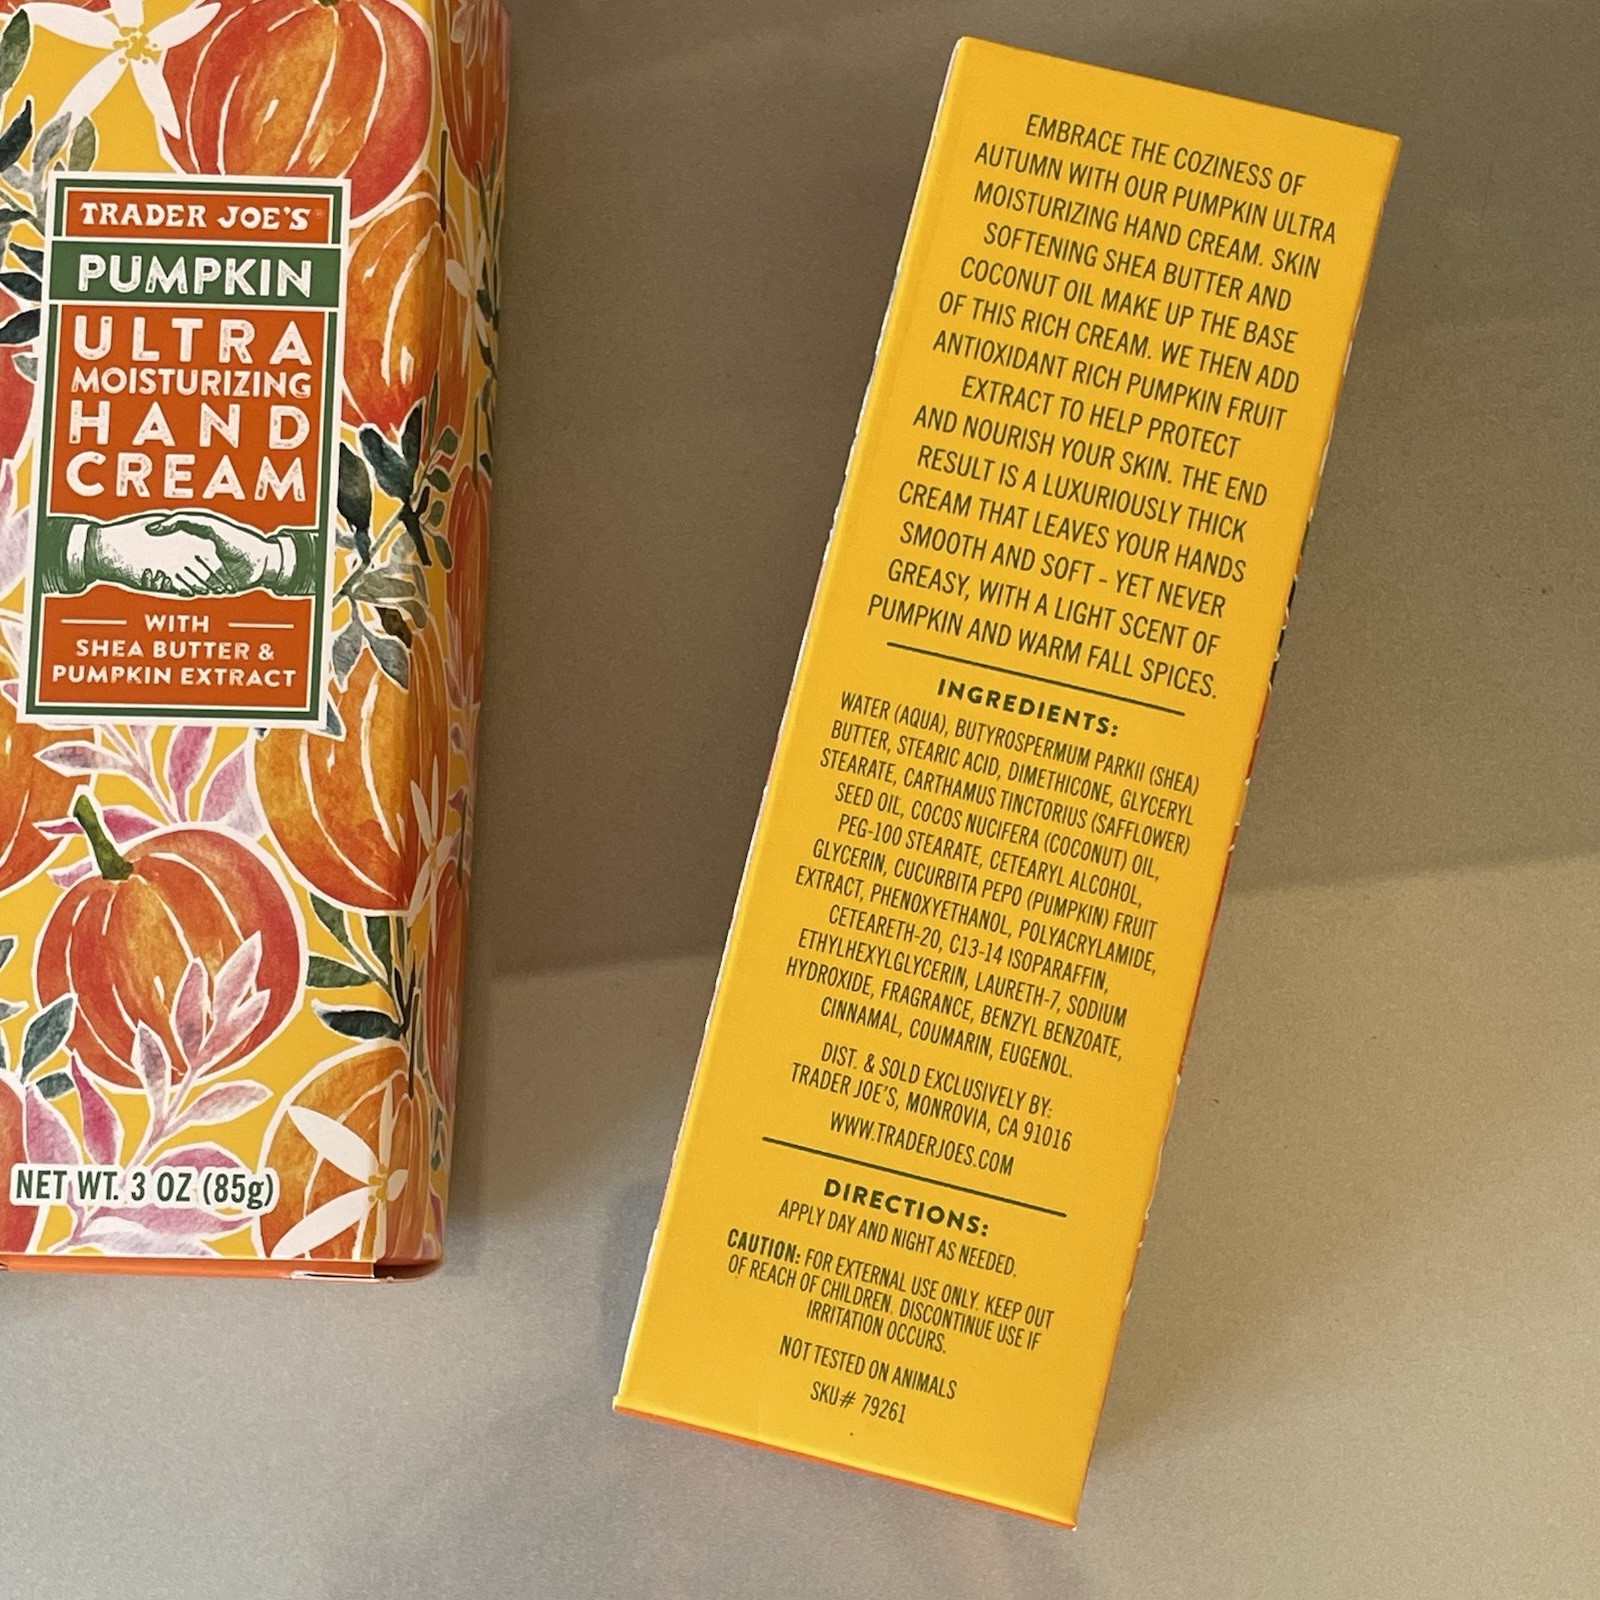 TRADER JOE'S
PUMPKIN
ULTRA
MOISTURIZING
HAND
CREAM
WITH
SHEA BUTTER &
PUMPKIN EXTRACT
NET WT. 3 OZ (85g)
EMBRACE THE COZINESS OF
AUTUMN WITH OUR PUMPKIN ULTRA
MOISTURIZING HAND CREAM. SKIN
SOFTENING SHEA BUTTER AND
COCONUT OIL MAKE UP THE BASE
OF THIS RICH CREAM. WE THEN ADD
ANTIOXIDANT RICH PUMPKIN FRUIT
EXTRACT TO HELP PROTECT
AND NOURISH YOUR SKIN. THE END
RESULT IS A LUXURIOUSLY THICK
CREAM THAT LEAVES YOUR HANDS
SMOOTH AND SOFT - YET NEVER
GREASY, WITH A LIGHT SCENT OF
PUMPKIN AND WARM FALL SPICES.
INGREDIENTS:
WATER (AQUA), BUTYROSPERMUM PARKII (SHEA)
BUTTER, STEARIC ACID, DIMETHICONE, GLYCERYL
STEARATE, CARTHAMUS TINCTORIUS (SAFFLOWER)
SEED OIL, COCOS NUCIFERA (COCONUT) OIL,
PEG-100 STEARATE, CETEARYL ALCOHOL,
GLYCERIN, CUCURBITA PEPO (PUMPKIN) FRUIT
EXTRACT, PHENOXYETHANOL, POLYACRYLAMIDE,
CETEARETH-20, C13-14 ISOPARAFFIN,
ETHYLHEXYLGLYCERIN, LAURETH-7, SODIUM
HYDROXIDE, FRAGRANCE, BENZYL BENZOATE,
CINNAMAL, COUMARIN, EUGENOL.
DIST. & SOLD EXCLUSIVELY BY:
TRADER JOE'S, MONROVIA, CA 91016
WWW.TRADERJOES.COM
DIRECTIONS:
APPLY DAY AND NIGHT AS NEEDED.
CAUTION: FOR EXTERNAL USE ONLY. KEEP OUT
OF REACH OF CHILDREN. DISCONTINUE USE IF
IRRITATION OCCURS.
NOT TESTED ON ANIMALS
SKU# 79261